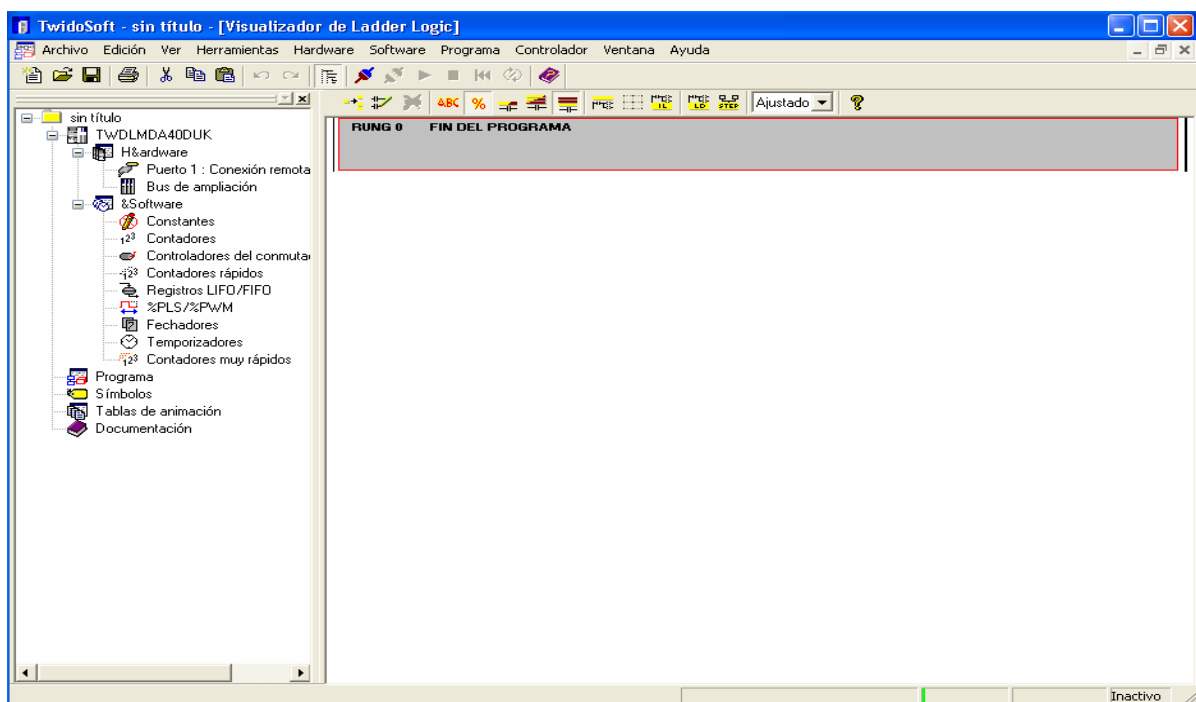 TwidoSoft - sin título - [Visualizador de Ladder Logic]
Archivo Edición Ver Herramientas Hardware Software Programa Controlador Ventana Ayuda
ABC % IL LD STEP Ajustado
sin título
TWDLMDA40DUK
H&ardware
Puerto 1 : Conexión remota
Bus de ampliación
&Software
Constantes
Contadores
Controladores del conmuta
Contadores rápidos
Registros LIFO/FIFO
%PLS/%PWM
Fechadores
Temporizadores
Contadores muy rápidos
Programa
Símbolos
Tablas de animación
Documentación
RUNG 0 FIN DEL PROGRAMA
Inactivo